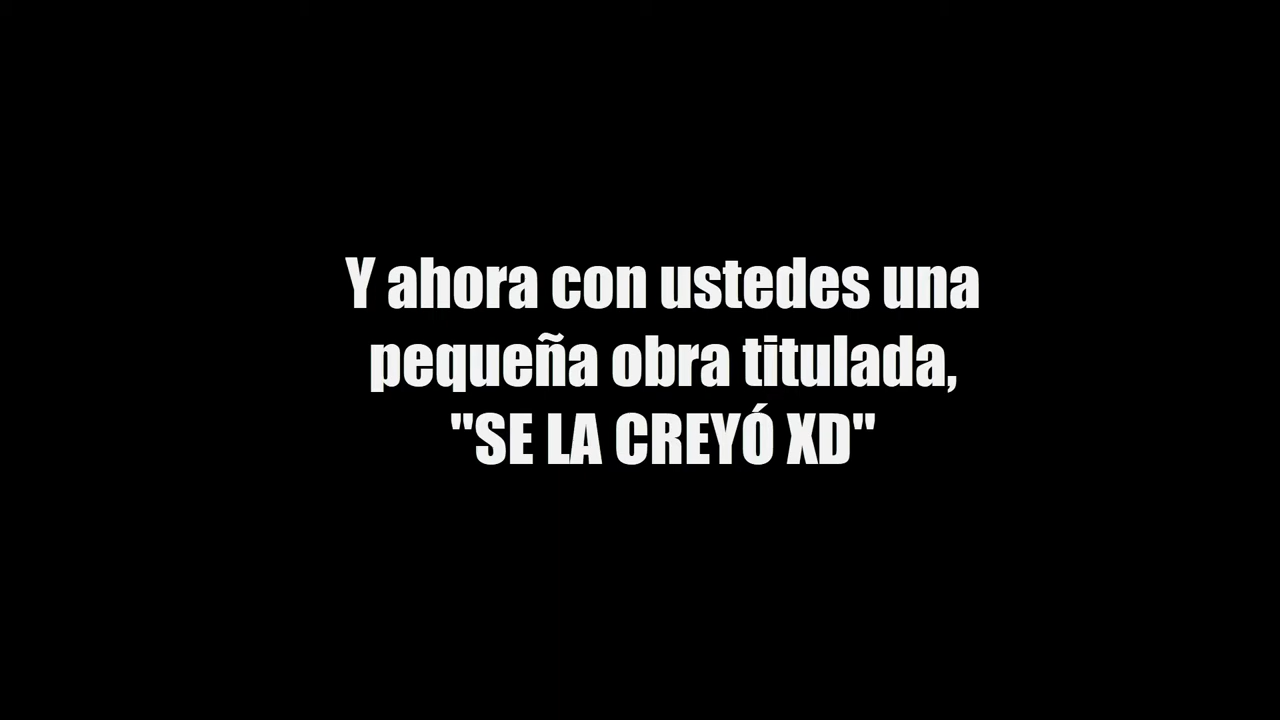 Y ahora con ustedes una
pequeña obra titulada,
"SE LA CREYÓ XD"